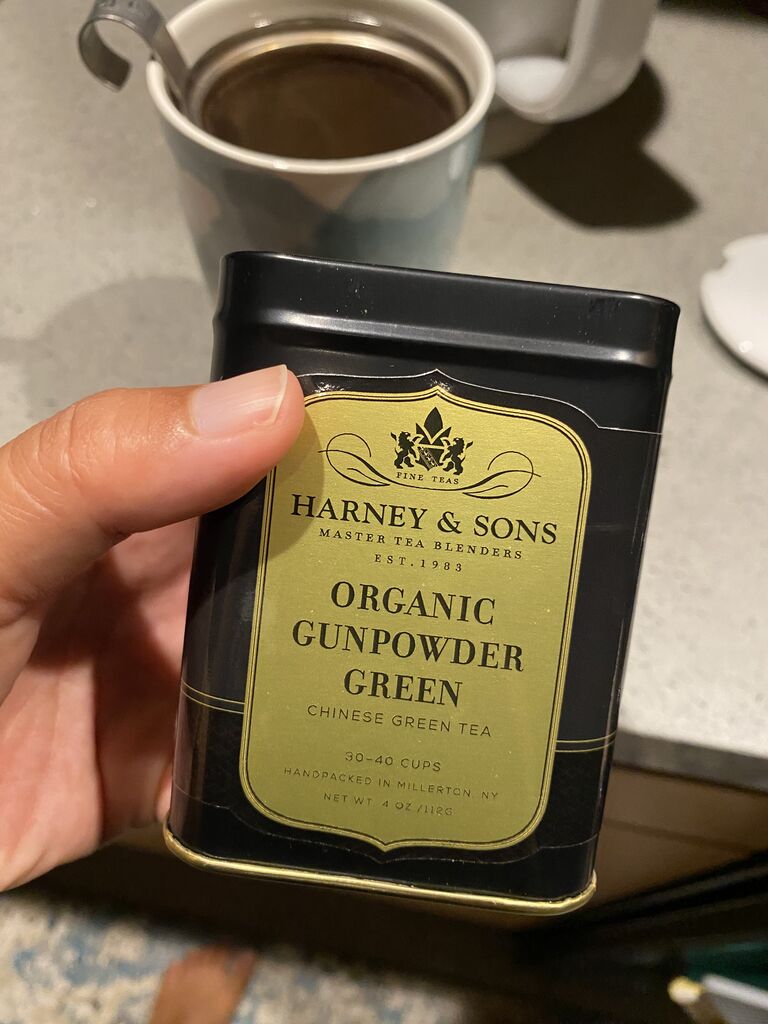 FINE TEAS
HARNEY & SONS
MASTER TEA BLENDERS
EST. 1983
ORGANIC
GUNPOWDER
GREEN
CHINESE GREEN TEA
30-40 CUPS
HANDPACKED IN MILLERTON, NY
NET WT. 4 OZ /112G